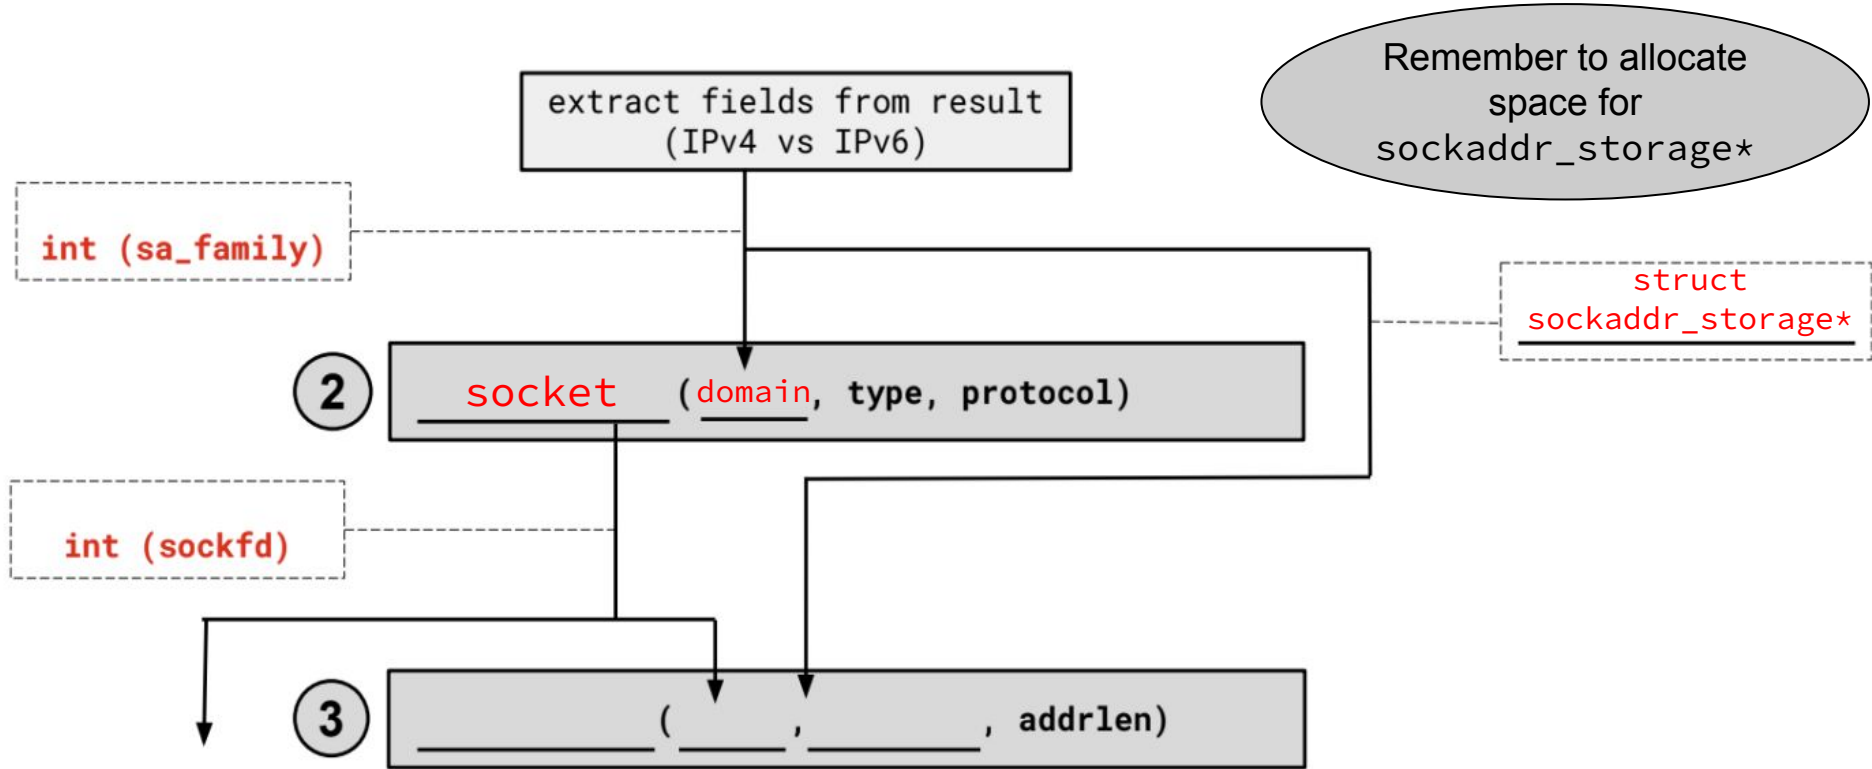 Remember to allocate
space for
sockaddr_storage*
extract fields from result
(IPv4 vs IPv6)
int (sa_family)
struct
sockaddr_storage*
2
socket (domain, type, protocol)
int (sockfd)
3
( , , addrlen)